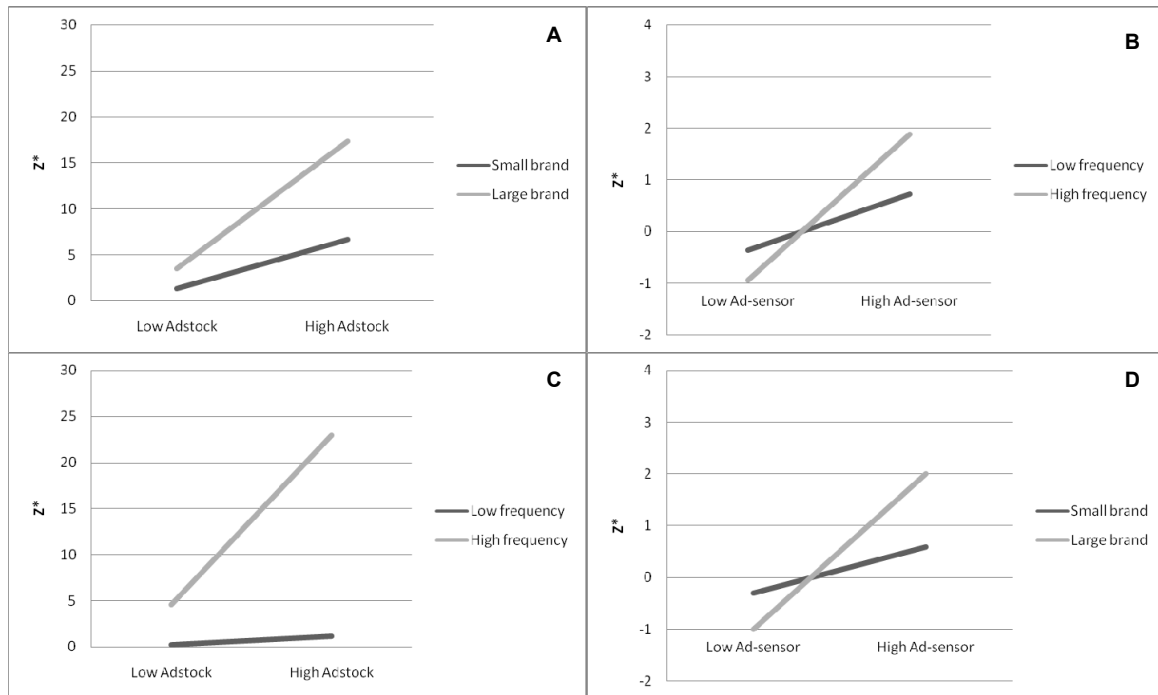 A
30
25
20
15
10
5
0
Z*
Low Adstock
High Adstock
Small brand
Large brand
B
4
3
2
1
0
-1
-2
Z*
Low Ad-sensor
High Ad-sensor
Low frequency
High frequency
C
30
25
20
15
10
5
0
Z*
Low Adstock
High Adstock
Low frequency
High frequency
D
4
3
2
1
0
-1
-2
Z*
Low Ad-sensor
High Ad-sensor
Small brand
Large brand